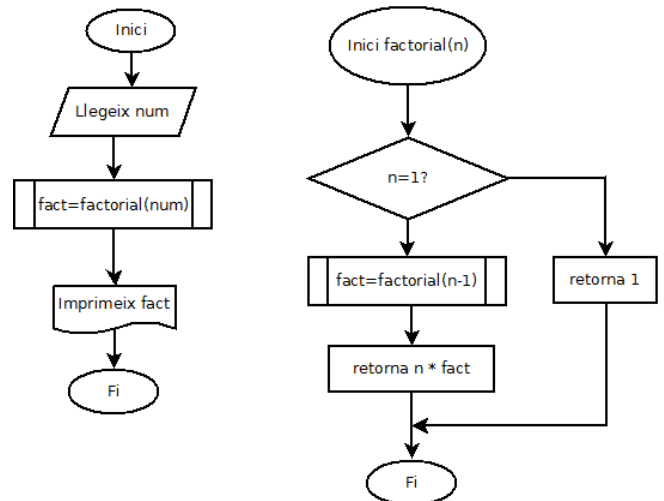 Inici
Llegeix num
fact=factorial(num)
Imprimeix fact
Fi
Inici factorial(n)
n=1?
fact=factorial(n-1)
retorna 1
retorna n * fact
Fi